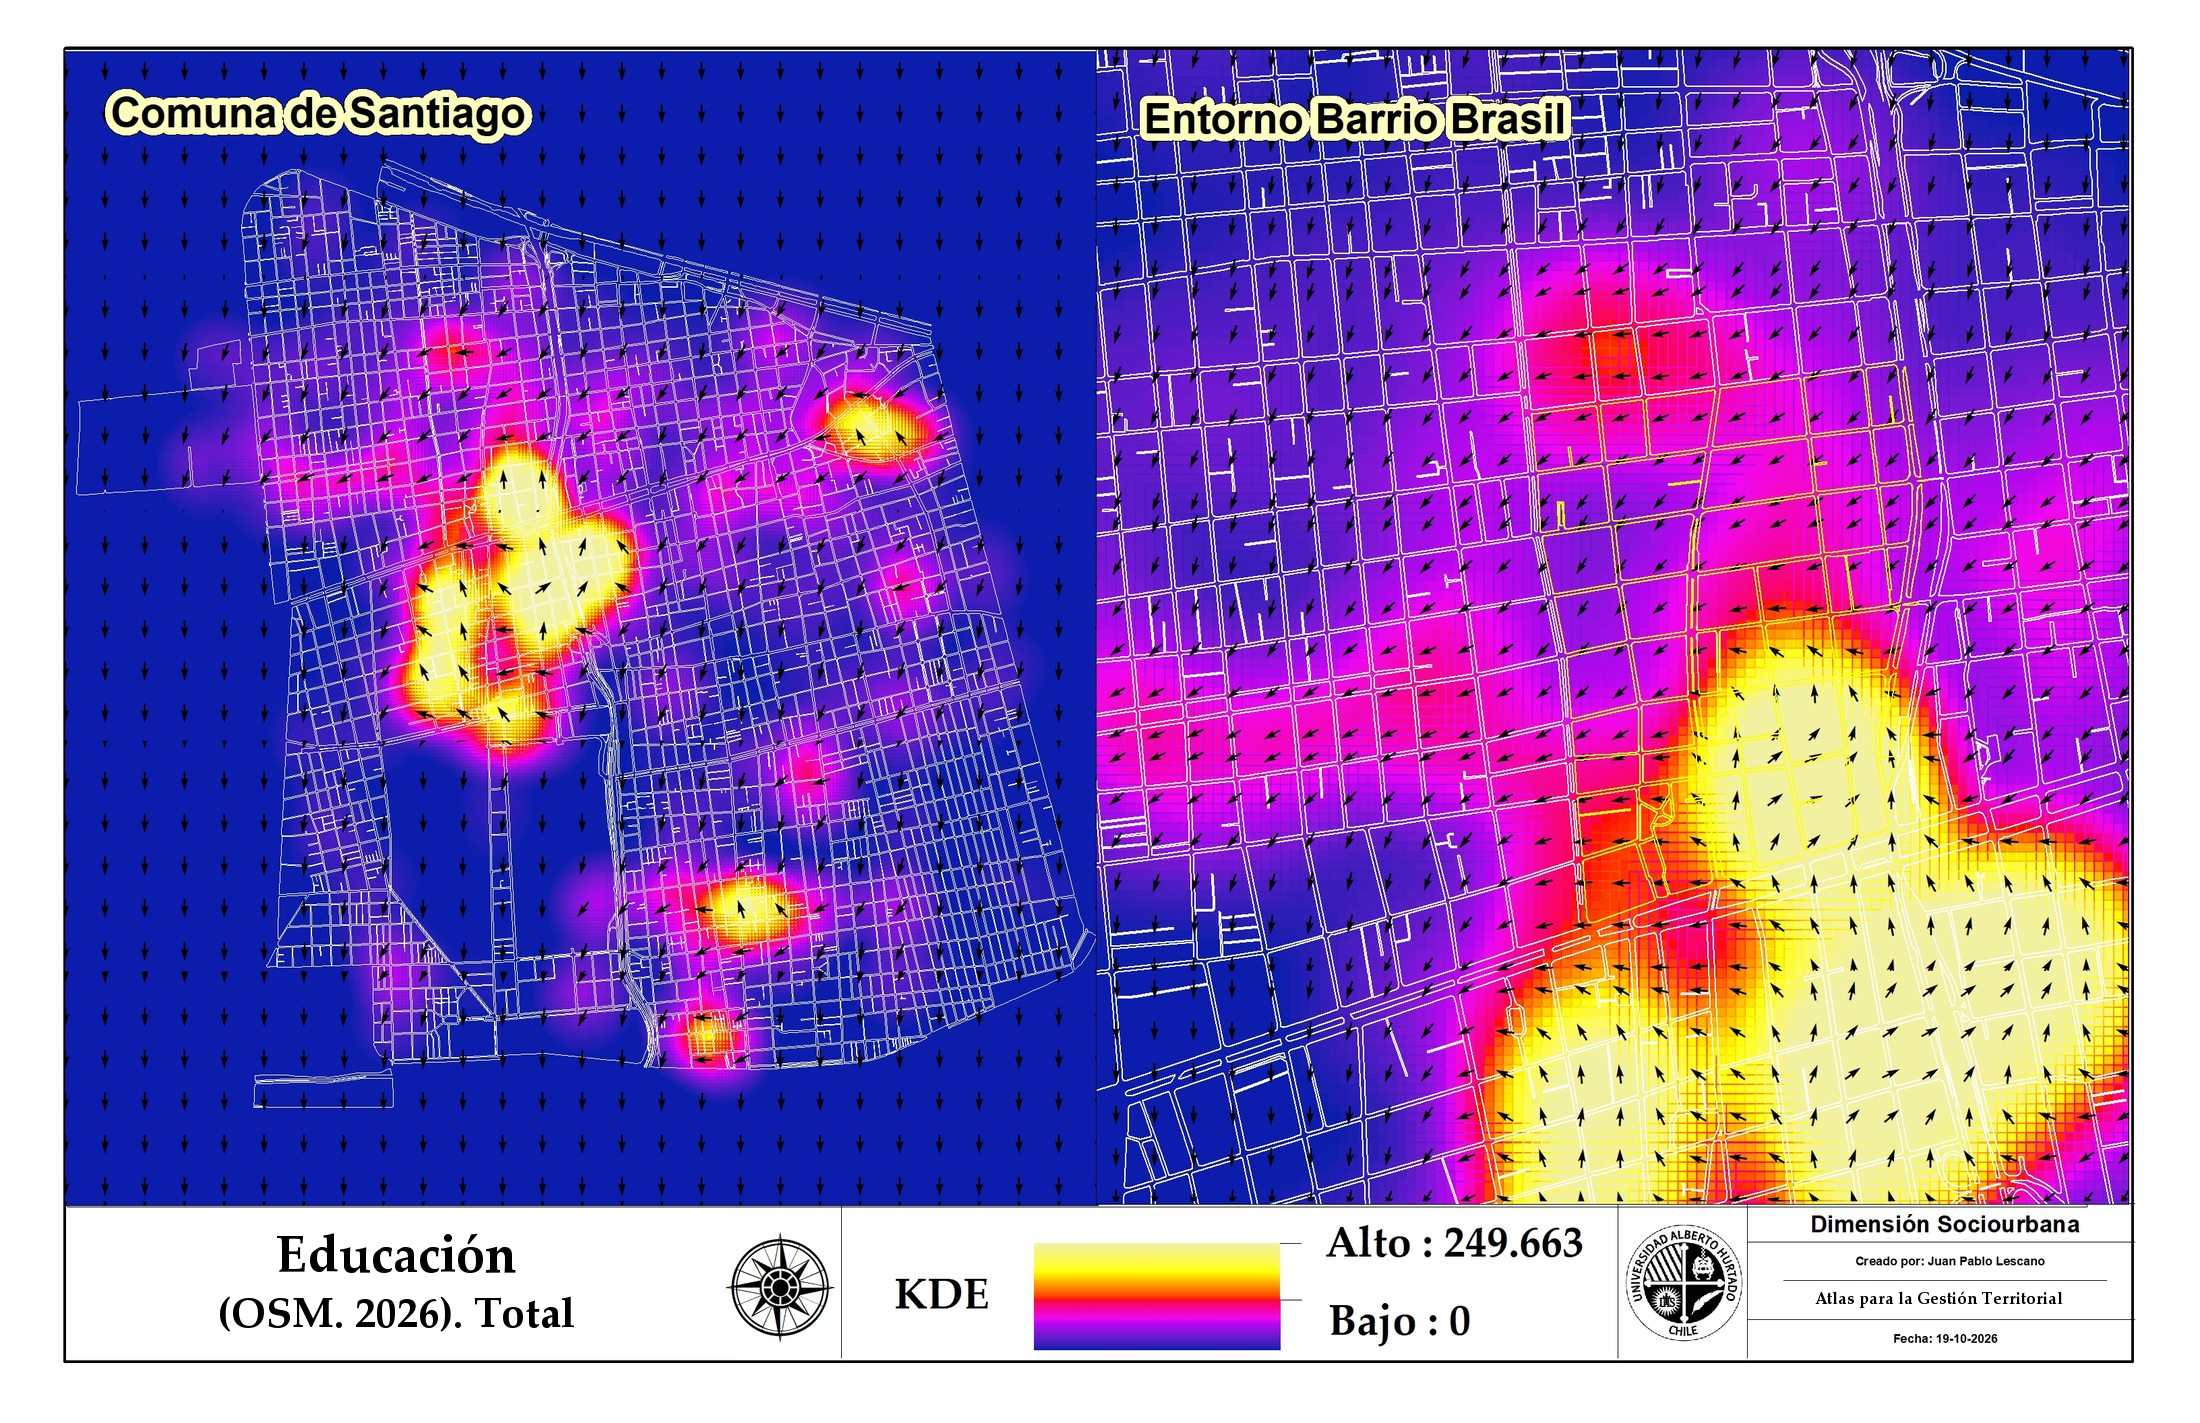 Comuna de Santiago
Entorno Barrio Brasil
Educación
(OSM. 2026). Total
KDE
Alto : 249.663
Bajo : 0
UNIVERSIDAD ALBERTO HURTADO
CHILE
Dimensión Sociourbana
Creado por: Juan Pablo Lescano
Atlas para la Gestión Territorial
Fecha: 19-10-2026